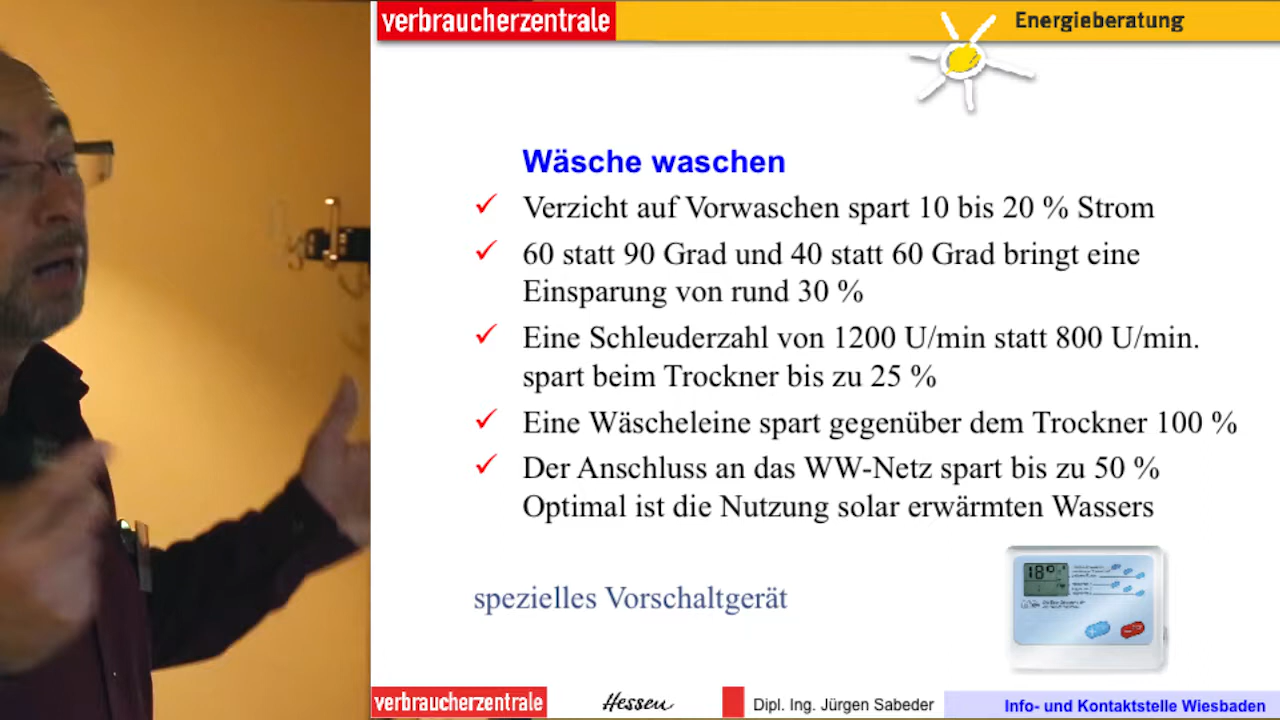 verbraucherzentrale
Energieberatung
Wäsche waschen
Verzicht auf Vorwaschen spart 10 bis 20 % Strom
60 statt 90 Grad und 40 statt 60 Grad bringt eine
Einsparung von rund 30 %
Eine Schleuderzahl von 1200 U/min statt 800 U/min.
spart beim Trockner bis zu 25 %
Eine Wäscheleine spart gegenüber dem Trockner 100 %
Der Anschluss an das WW-Netz spart bis zu 50 %
Optimal ist die Nutzung solar erwärmten Wassers
18°
spezielles Vorschaltgerät
verbraucherzentrale
Hessen
Dipl. Ing. Jürgen Sabeder
Info- und Kontaktstelle Wiesbaden